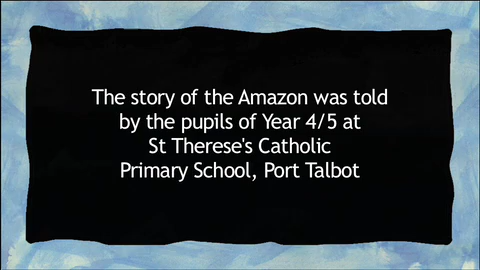 The story of the Amazon was told
by the pupils of Year 4/5 at
St Therese's Catholic
Primary School, Port Talbot